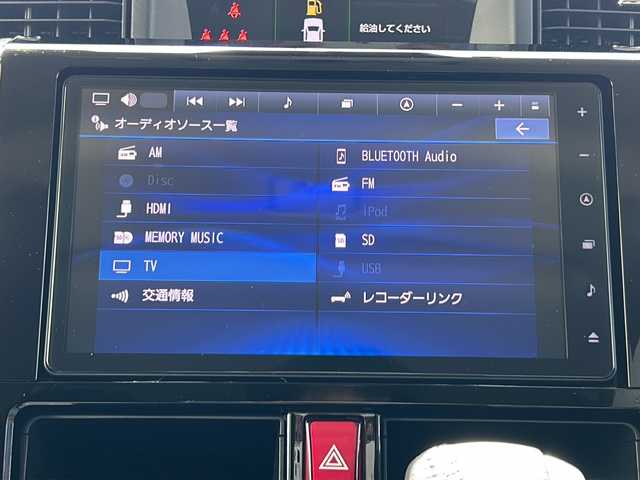 給油してください
オーディオソース一覧
AM
BLUETOOTH Audio
Disc
FM
HDMI
iPod
MEMORY MUSIC
SD
TV
USB
交通情報
レコーダーリンク